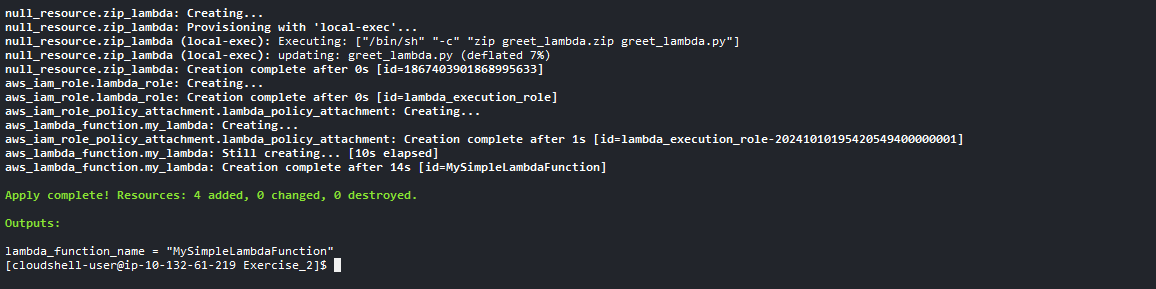 null_resource.zip_lambda: Creating...
null_resource.zip_lambda: Provisioning with 'local-exec'...
null_resource.zip_lambda (local-exec): Executing: ["/bin/sh" "-c" "zip greet_lambda.zip greet_lambda.py"]
null_resource.zip_lambda (local-exec): updating: greet_lambda.py (deflated 7%)
null_resource.zip_lambda: Creation complete after 0s [id=1867403901868995633]
aws_iam_role.lambda_role: Creating...
aws_iam_role.lambda_role: Creation complete after 0s [id=lambda_execution_role]
aws_iam_role_policy_attachment.lambda_policy_attachment: Creating...
aws_lambda_function.my_lambda: Creating...
aws_iam_role_policy_attachment.lambda_policy_attachment: Creation complete after 1s [id=lambda_execution_role-20241010195420549400000001]
aws_lambda_function.my_lambda: Still creating... [10s elapsed]
aws_lambda_function.my_lambda: Creation complete after 14s [id=MySimpleLambdaFunction]
Apply complete! Resources: 4 added, 0 changed, 0 destroyed.
Outputs:
lambda_function_name = "MySimpleLambdaFunction"
[cloudshell-user@ip-10-132-61-219 Exercise_2]$